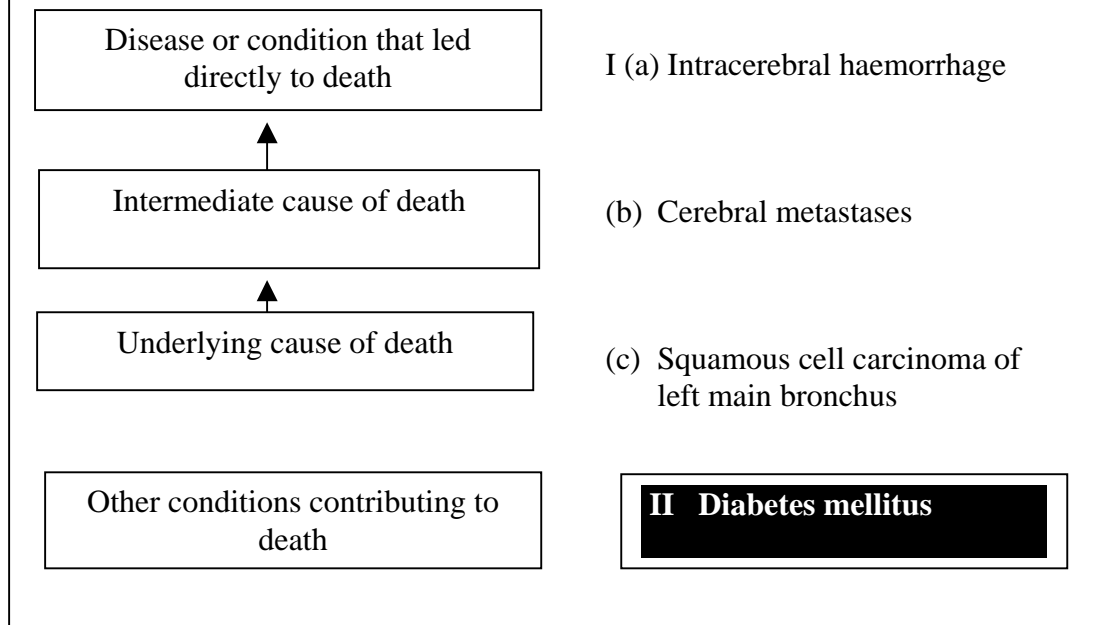 Disease or condition that led
directly to death
I (a) Intracerebral haemorrhage
Intermediate cause of death
(b) Cerebral metastases
Underlying cause of death
(c) Squamous cell carcinoma of
left main bronchus
Other conditions contributing to
death
II Diabetes mellitus